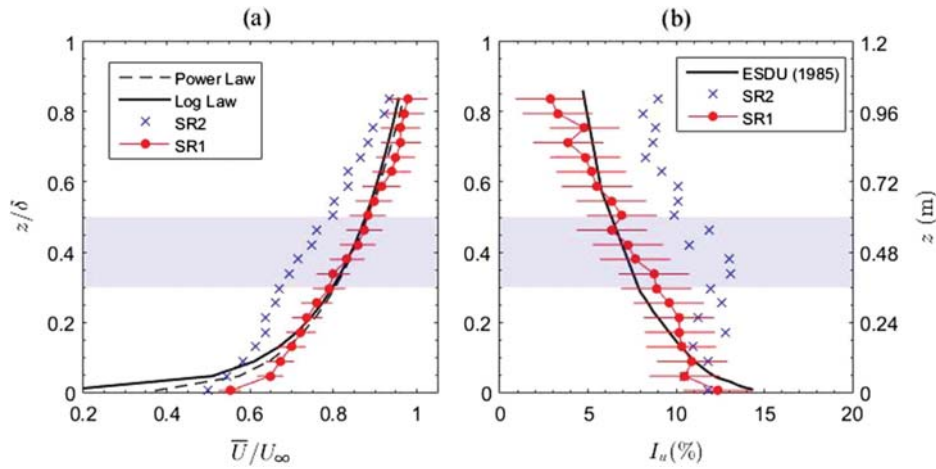 (a)
(b)
1
0.8
0.6
0.4
0.2
0
z/δ
Power Law
Log Law
SR2
SR1
0.2 0.4 0.6 0.8 1
U̅/U∞
ESDU (1985)
SR2
SR1
1
0.8
0.6
0.4
0.2
0
1.2
0.96
0.72
0.48
0.24
0
z (m)
0 5 10 15 20
I_u(%)